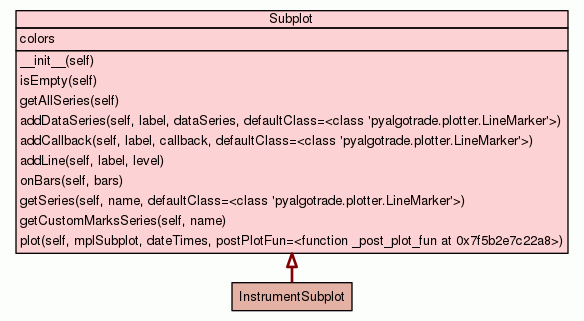 Subplot
colors
__init__(self)
isEmpty(self)
getAllSeries(self)
addDataSeries(self, label, dataSeries, defaultClass=<class 'pyalgotrade.plotter.LineMarker'>)
addCallback(self, label, callback, defaultClass=<class 'pyalgotrade.plotter.LineMarker'>)
addLine(self, label, level)
onBars(self, bars)
getSeries(self, name, defaultClass=<class 'pyalgotrade.plotter.LineMarker'>)
getCustomMarksSeries(self, name)
plot(self, mplSubplot, dateTimes, postPlotFun=<function _post_plot_fun at 0x7f5b2e7c22a8>)
InstrumentSubplot